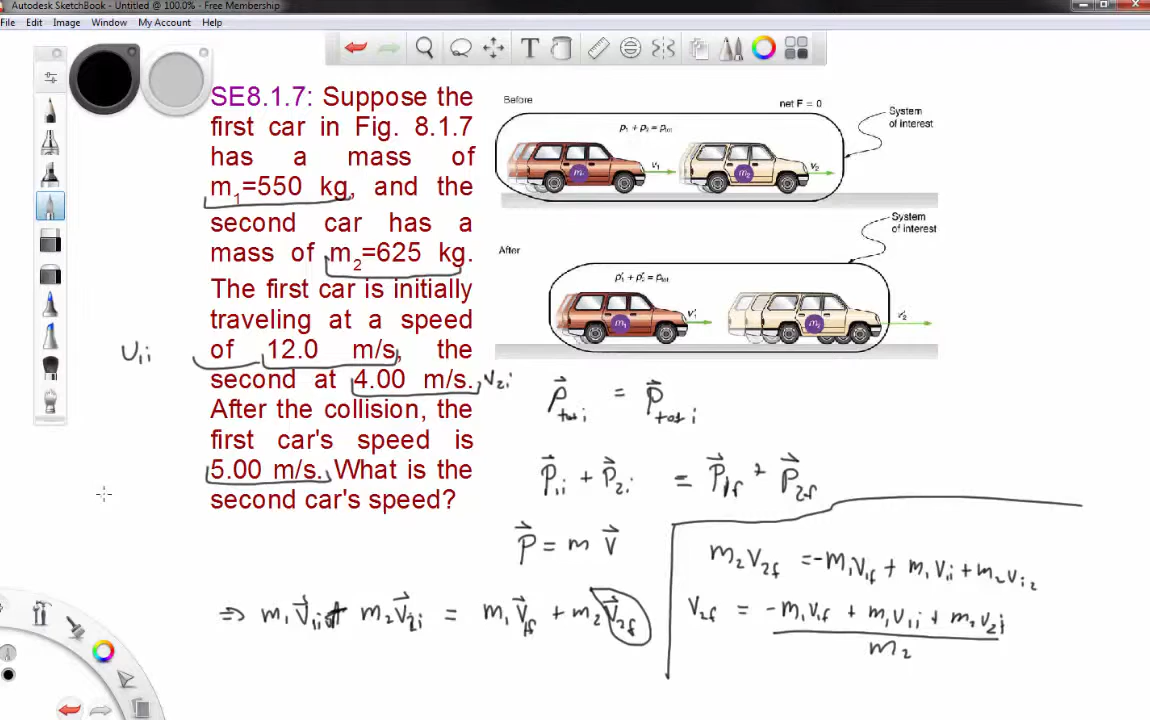 Autodesk SketchBook - Untitled @ 100.0% - Free Membership
File Edit Image Window My Account Help
SE8.1.7: Suppose the
first car in Fig. 8.1.7
has a mass of
m₁=550 kg, and the
second car has a
mass of m₂=625 kg.
The first car is initially
traveling at a speed
of 12.0 m/s, the
second at 4.00 m/s.
After the collision, the
first car's speed is
5.00 m/s. What is the
second car's speed?
v₁ᵢ
v₂ᵢ
Before
net F = 0
System
of interest
p₁ + p₂ = pₜₒₜ
m₁ v₁ m₂ v₂
After
System
of interest
p'₁ + p'₂ = pₜₒₜ
m₁ v'₁ m₂ v'₂
P⃗ tot i = P⃗ tot i
P⃗₁ᵢ + P⃗₂ᵢ = P⃗1f + P⃗2f
P⃗ = m V⃗
⇒ m₁V⃗₁ᵢ + m₂V⃗₂ᵢ = m₁V⃗1f + m₂V⃗2f
m₂V2f = -m₁V1f + m₁V₁ᵢ + m₂Vᵢ₂
V2f = -m₁V1f + m₁V₁ᵢ + m₂V₂ᵢ
m₂